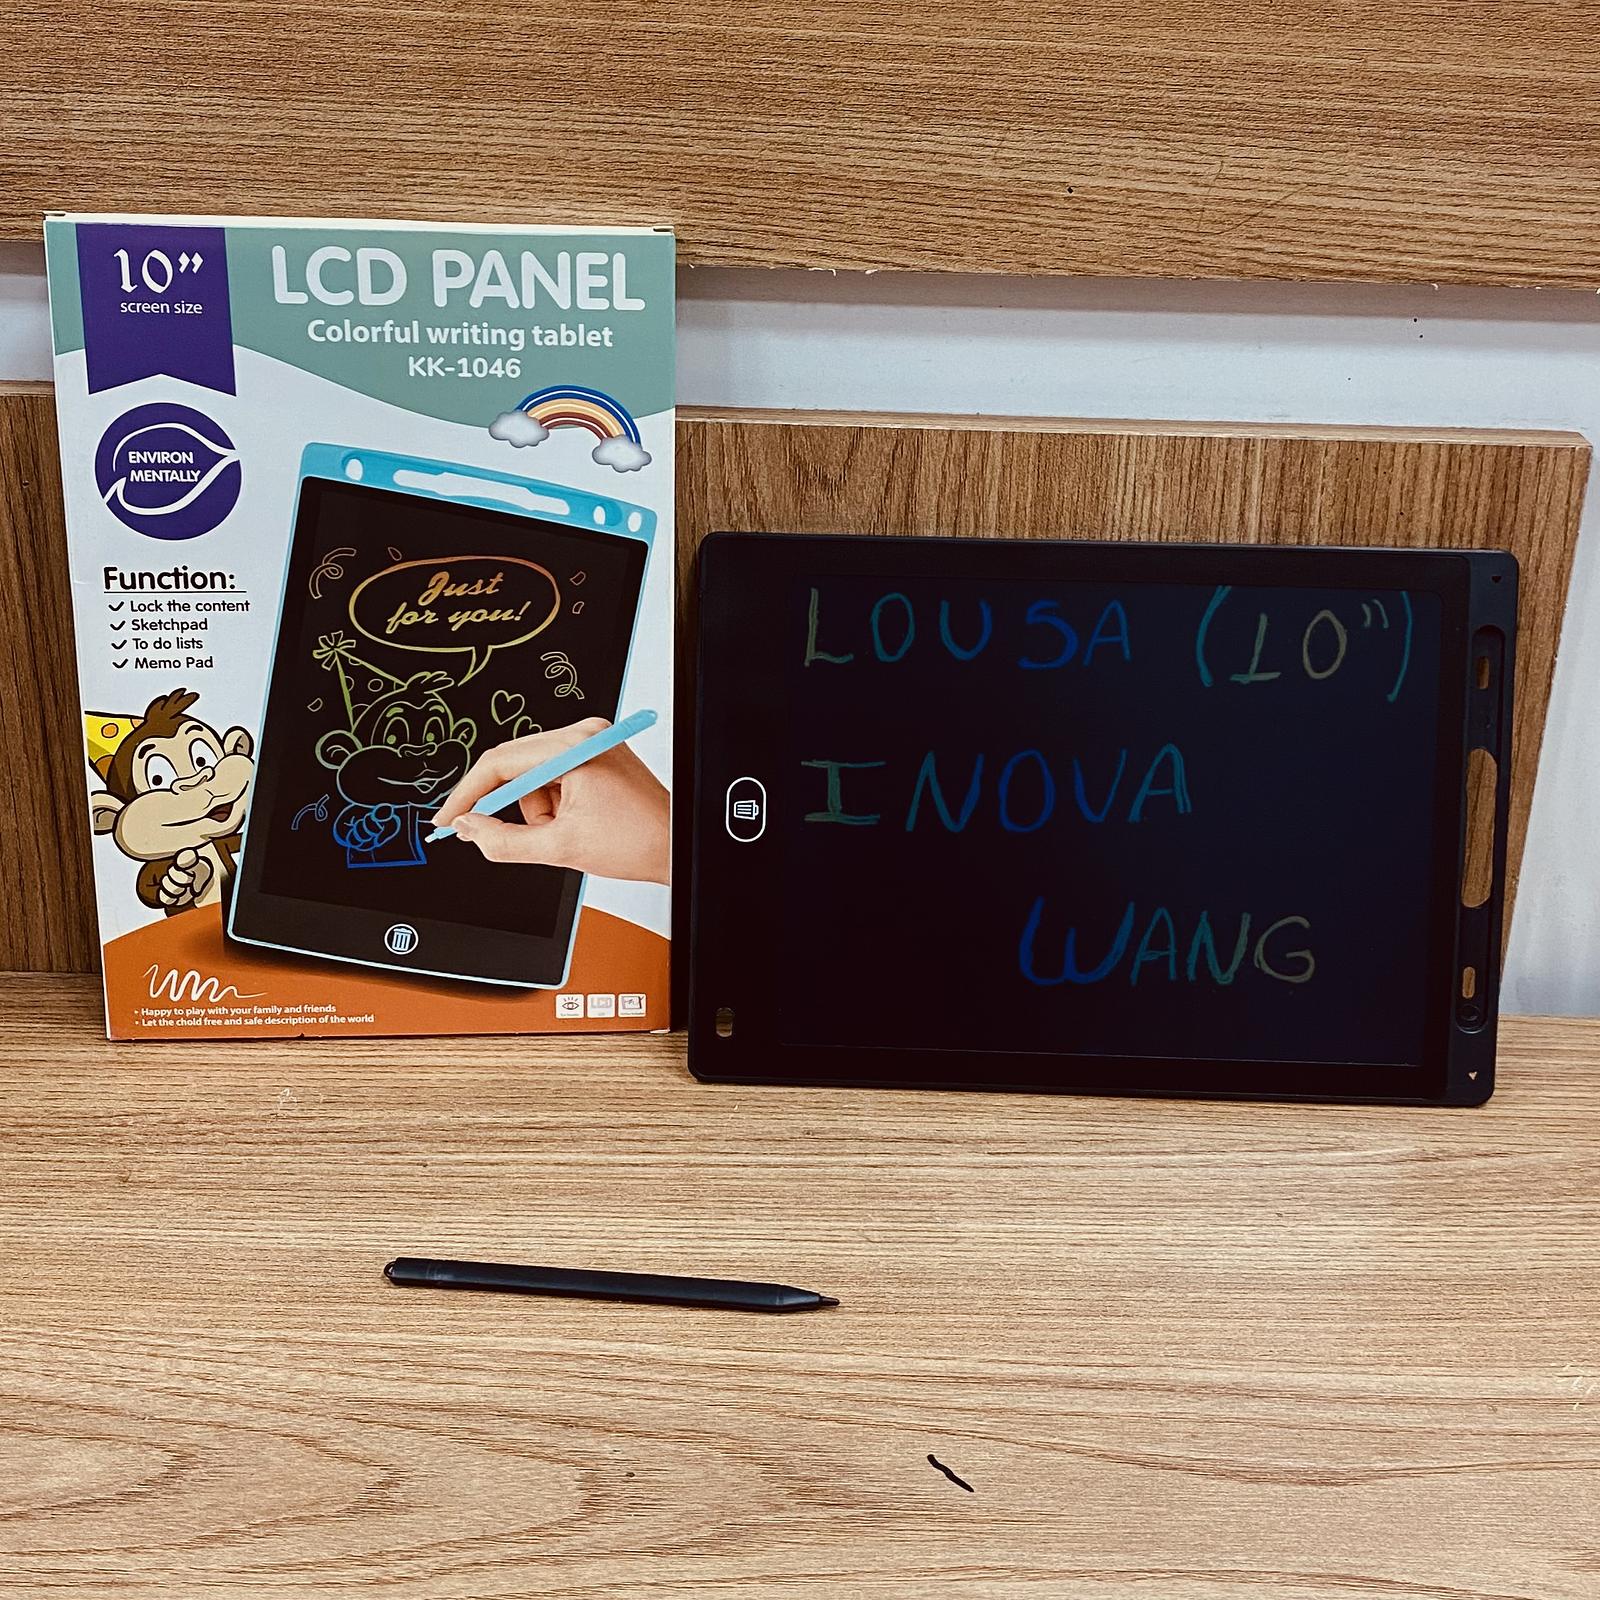 10”
screen size
LCD PANEL
Colorful writing tablet
KK-1046
ENVIRON
MENTALLY
Function:
Lock the content
Sketchpad
To do lists
Memo Pad
Just
for you!
Happy to play with your family and friends
Let the chold free and safe description of the world
LCD
LOUSA (10")
INOVA
WANG